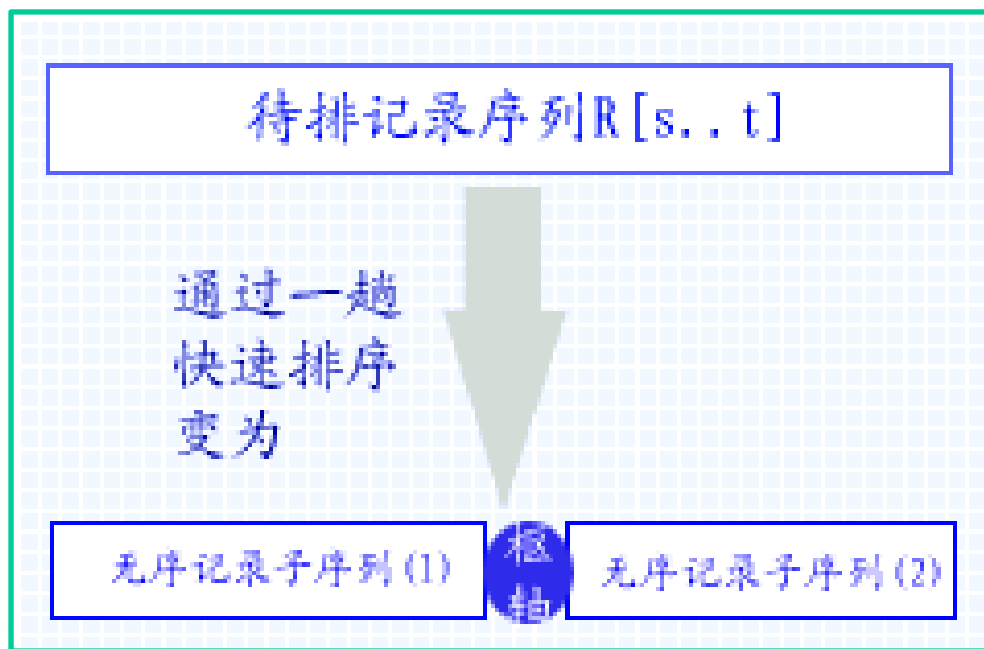 待排记录序列R[s..t]
通过一趟
快速排序
变为
无序记录子序列(1)
枢轴
无序记录子序列(2)